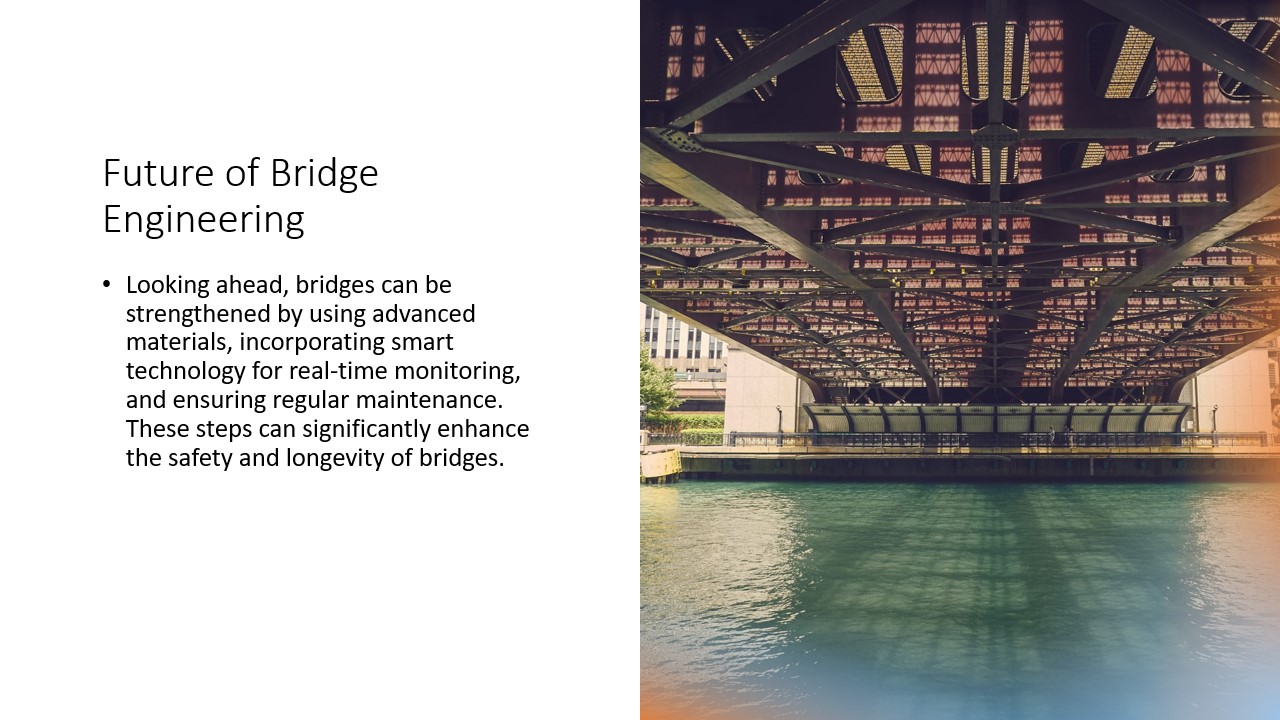 Future of Bridge
Engineering
• Looking ahead, bridges can be
strengthened by using advanced
materials, incorporating smart
technology for real-time monitoring,
and ensuring regular maintenance.
These steps can significantly enhance
the safety and longevity of bridges.